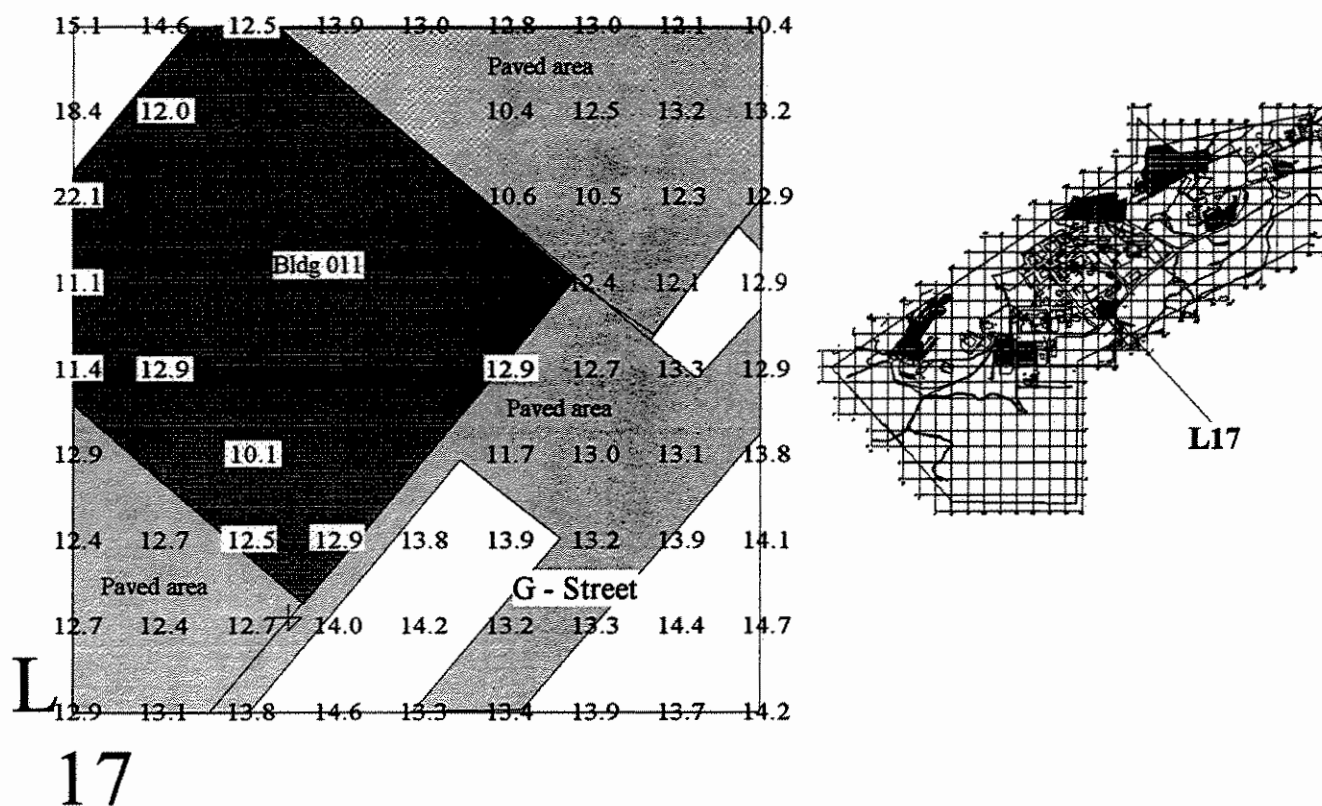 15.1 14.6 12.5 13.9 13.0 12.8 13.0 12.1 10.4
Paved area
18.4 12.0 10.4 12.5 13.2 13.2
22.1 10.6 10.5 12.3 12.9
Bldg 011
11.1 12.4 12.1 12.9
11.4 12.9 12.9 12.7 13.3 12.9
Paved area
L17
12.9 10.1 11.7 13.0 13.1 13.8
12.4 12.7 12.5 12.9 13.8 13.9 13.2 13.9 14.1
Paved area
G - Street
12.7 12.4 12.7 14.0 14.2 13.2 13.3 14.4 14.7
L
12.9 13.1 13.8 14.6 13.3 13.4 13.9 13.7 14.2
17